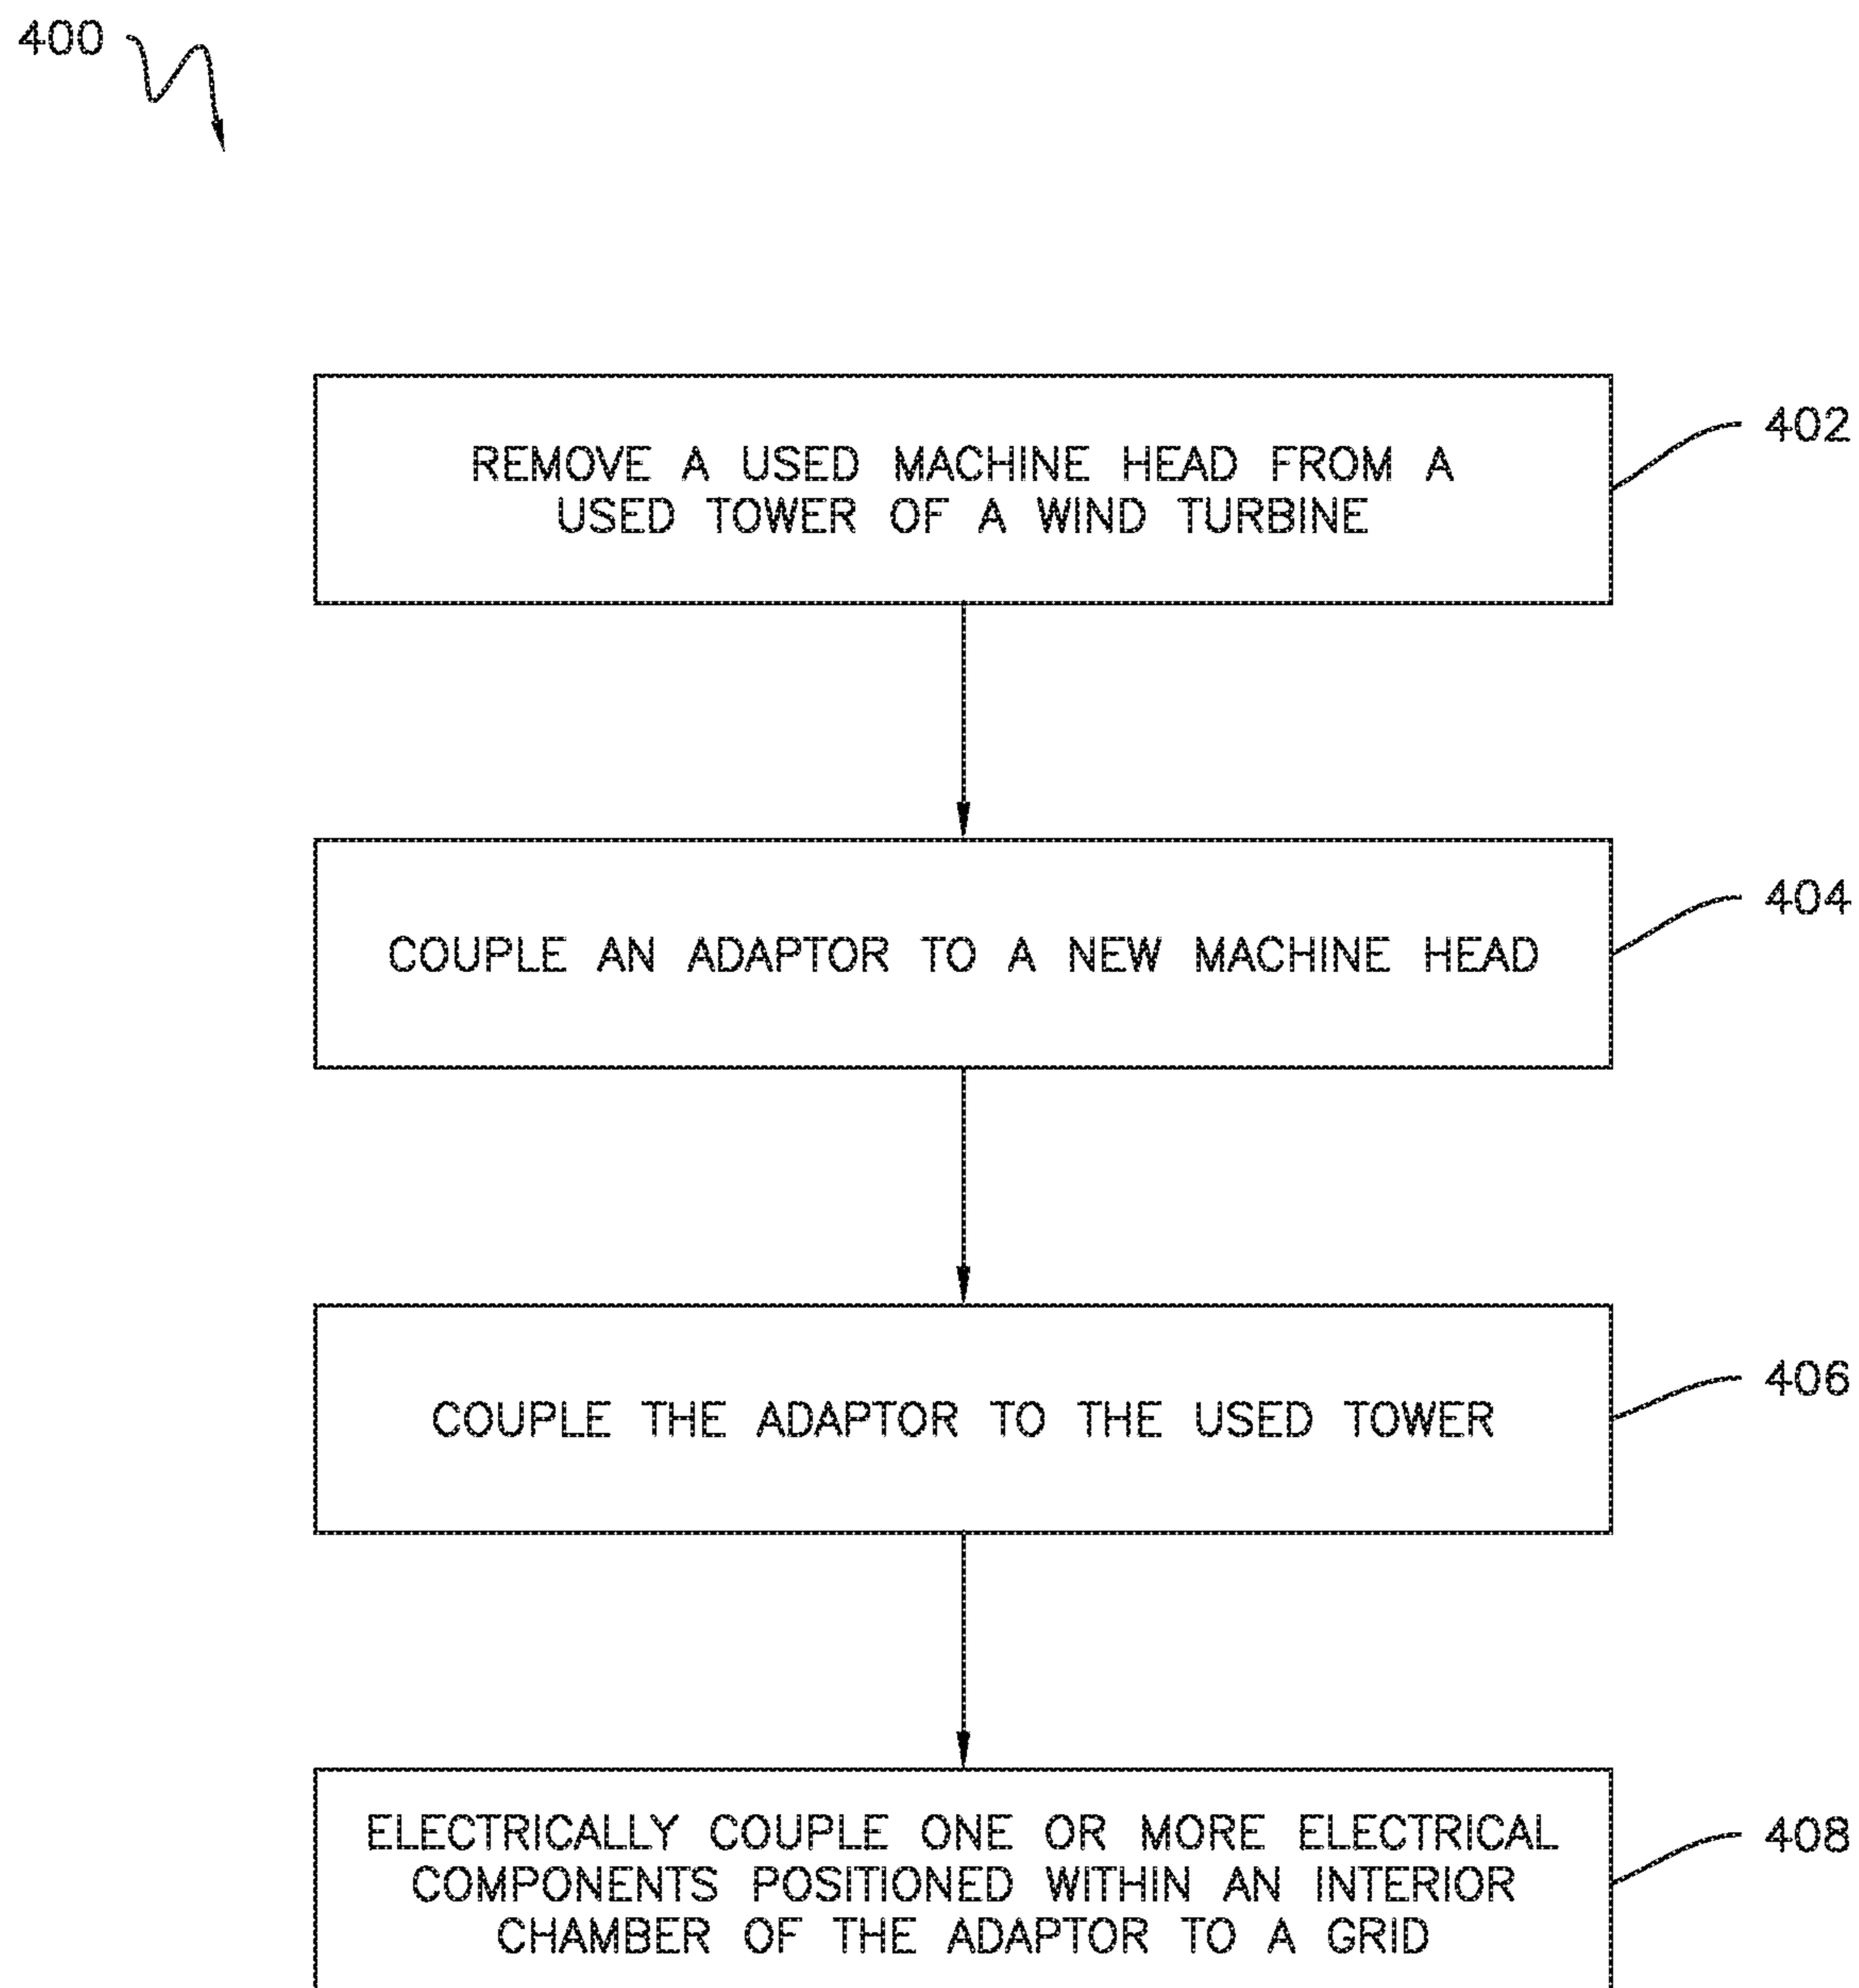 400
REMOVE A USED MACHINE HEAD FROM A
USED TOWER OF A WIND TURBINE
402
COUPLE AN ADAPTOR TO A NEW MACHINE HEAD
404
COUPLE THE ADAPTOR TO THE USED TOWER
406
ELECTRICALLY COUPLE ONE OR MORE ELECTRICAL
COMPONENTS POSITIONED WITHIN AN INTERIOR
CHAMBER OF THE ADAPTOR TO A GRID
408